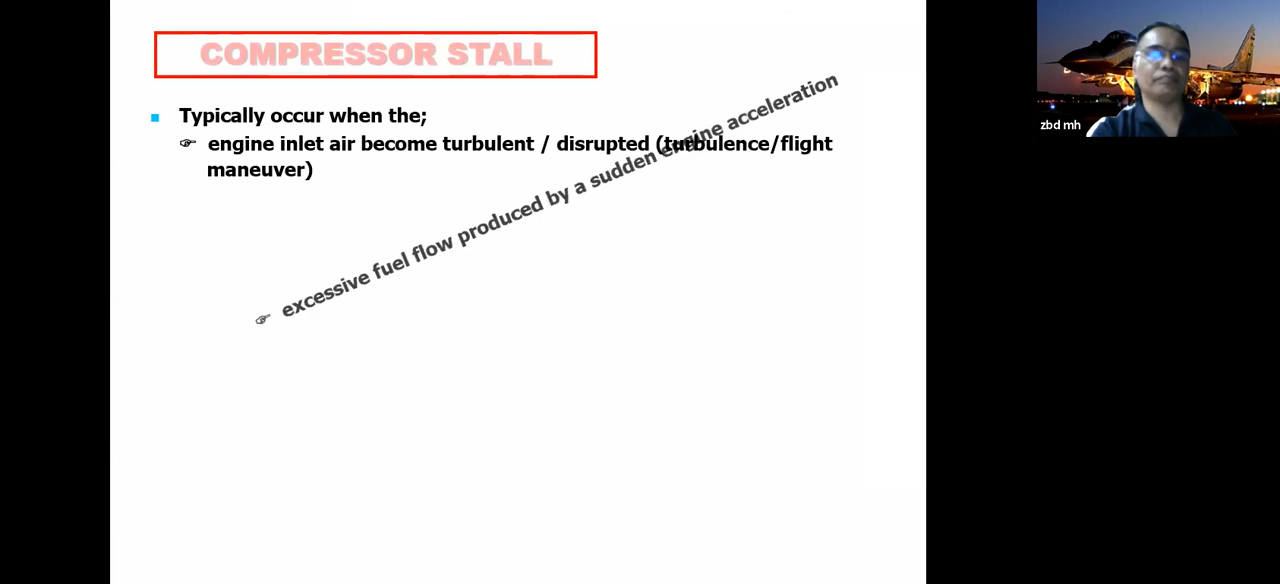 COMPRESSOR STALL
Typically occur when the;
engine inlet air become turbulent / disrupted (turbulence/flight
maneuver)
excessive fuel flow produced by a sudden engine acceleration
zbd mh